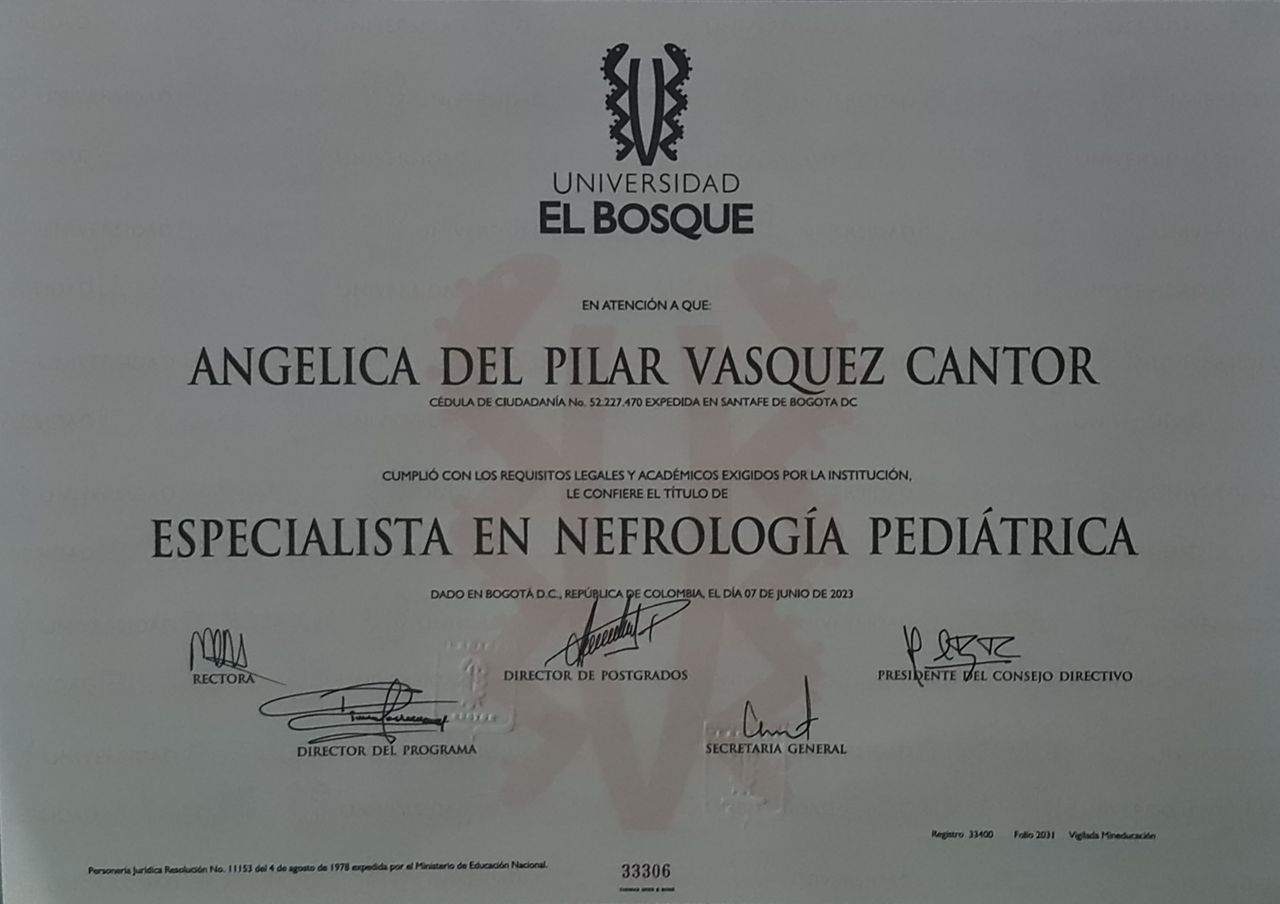 UNIVERSIDAD
EL BOSQUE
EN ATENCIÓN A QUE:
ANGELICA DEL PILAR VASQUEZ CANTOR
CÉDULA DE CIUDADANÍA No. 52.227.470 EXPEDIDA EN SANTAFE DE BOGOTA DC
CUMPLIÓ CON LOS REQUISITOS LEGALES Y ACADÉMICOS EXIGIDOS POR LA INSTITUCIÓN,
LE CONFIERE EL TÍTULO DE
ESPECIALISTA EN NEFROLOGÍA PEDIÁTRICA
DADO EN BOGOTÁ D.C., REPÚBLICA DE COLOMBIA, EL DÍA 07 DE JUNIO DE 2023
RECTORA
DIRECTOR DE POSTGRADOS
PRESIDENTE DEL CONSEJO DIRECTIVO
DIRECTOR DEL PROGRAMA
SECRETARIA GENERAL
Registro 33400 Folio 2031 Vigilada Mineducación
Personería Jurídica Resolución No. 11153 del 4 de agosto de 1978 expedida por el Ministerio de Educación Nacional.
33306